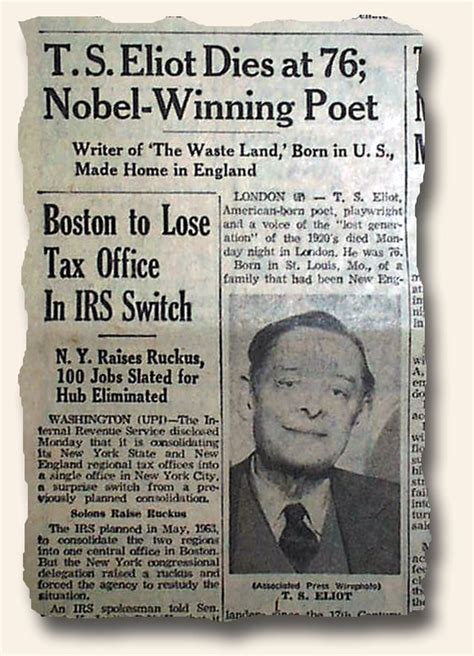 T. S. Eliot Dies at 76;
Nobel-Winning Poet
Writer of 'The Waste Land,' Born in U. S.,
Made Home in England
LONDON (AP) — T. S. Eliot,
American-born poet, playwright
and a voice of the "lost gener-
ation" of the 1920's died Mon-
day night in London. He was 76.
Born in St. Louis, Mo., of
a family that had been New Eng-
(Associated Press Wirephoto)
T. S. ELIOT
landers since the 17th Century
Boston to Lose
Tax Office
In IRS Switch
N. Y. Raises Ruckus,
100 Jobs Slated for
Hub Eliminated
WASHINGTON (UPI)—The In-
ternal Revenue Service disclosed
Monday that it is consolidating
its New York State and New
England regional tax offices into
a single office in New York City,
a surprise switch from a pre-
viously planned consolidation.
Solons Raise Ruckus
The IRS planned in May, 1963,
to consolidate the two regions
into one central office in Boston.
But the New York congressional
delegation raised a ruckus and
forced the agency to restudy the
situation.
An IRS spokesman told Sen.